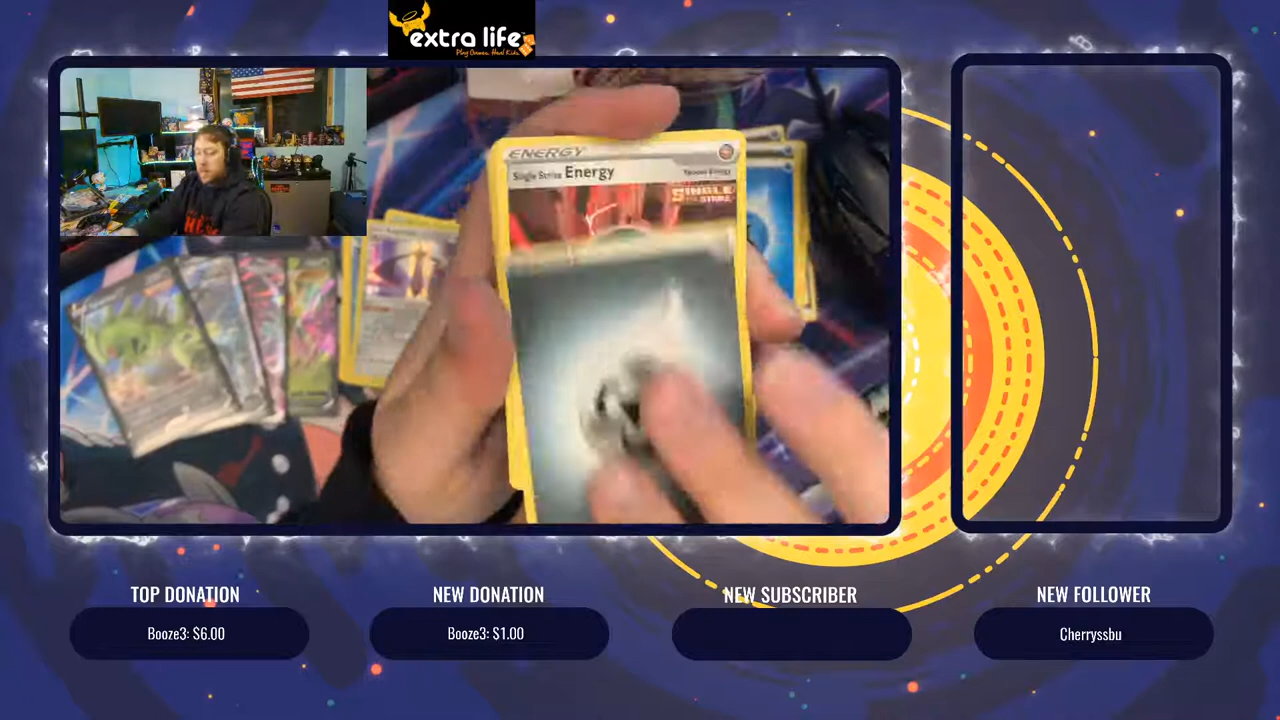 extra life
Play Games. Heal Kids.
ENERGY
Single Strike Energy
Special Energy
SINGLE
STRIKE
TOP DONATION
NEW DONATION
NEW SUBSCRIBER
NEW FOLLOWER
Booze3: $6.00
Booze3: $1.00
Cherryssbu